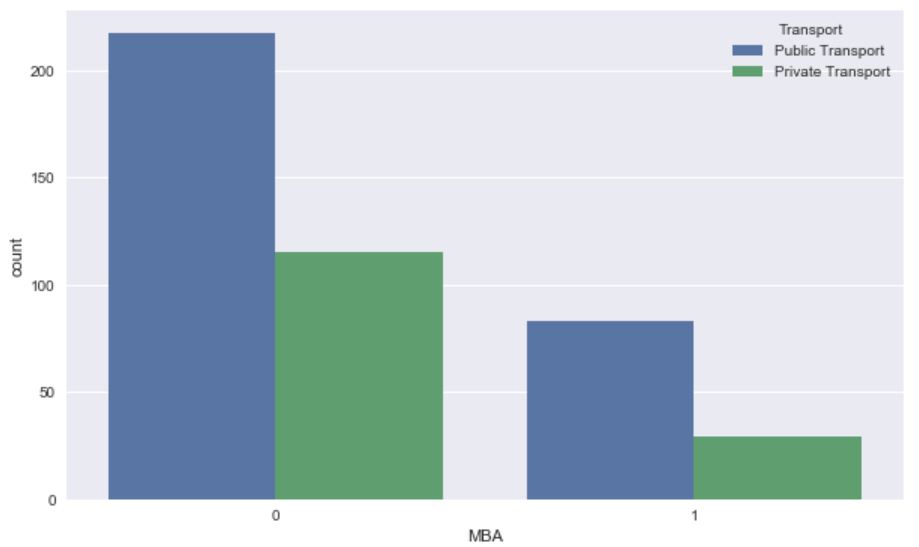 Transport
Public Transport
Private Transport
200
150
100
50
0
count
0 1
MBA